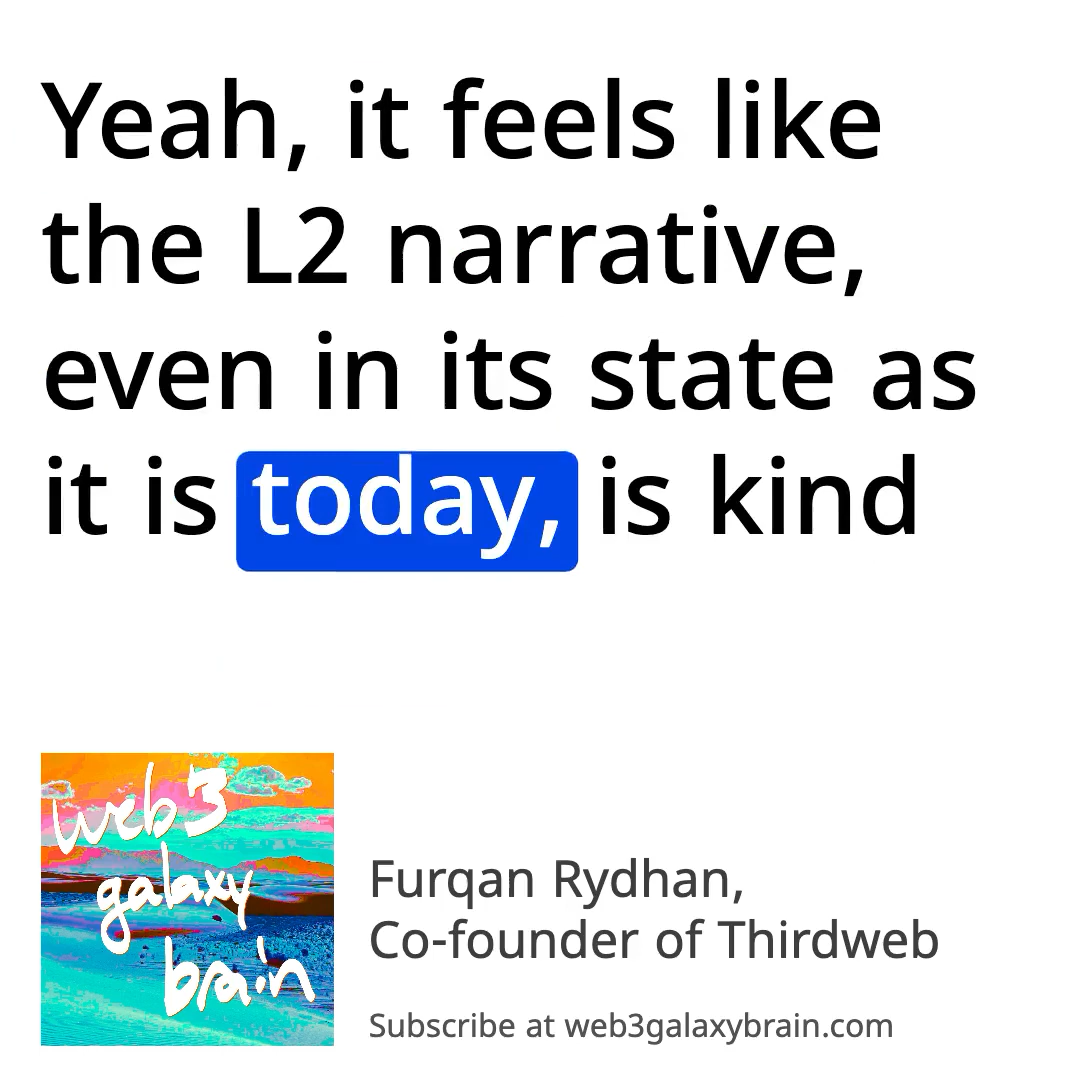 Yeah, it feels like
the L2 narrative,
even in its state as
it is today, is kind
web3
galaxy
brain
Furqan Rydhan,
Co-founder of Thirdweb
Subscribe at web3galaxybrain.com